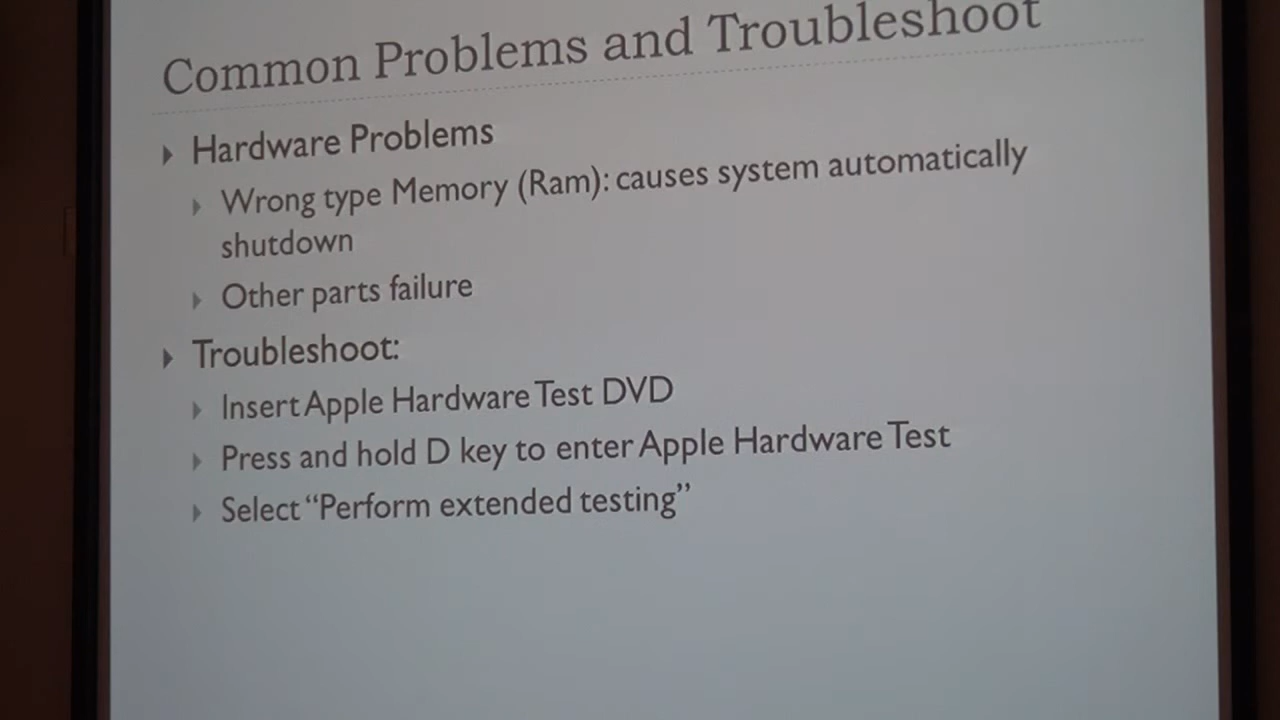 Common Problems and Troubleshoot
Hardware Problems
Wrong type Memory (Ram): causes system automatically
shutdown
Other parts failure
Troubleshoot:
Insert Apple Hardware Test DVD
Press and hold D key to enter Apple Hardware Test
Select “Perform extended testing”